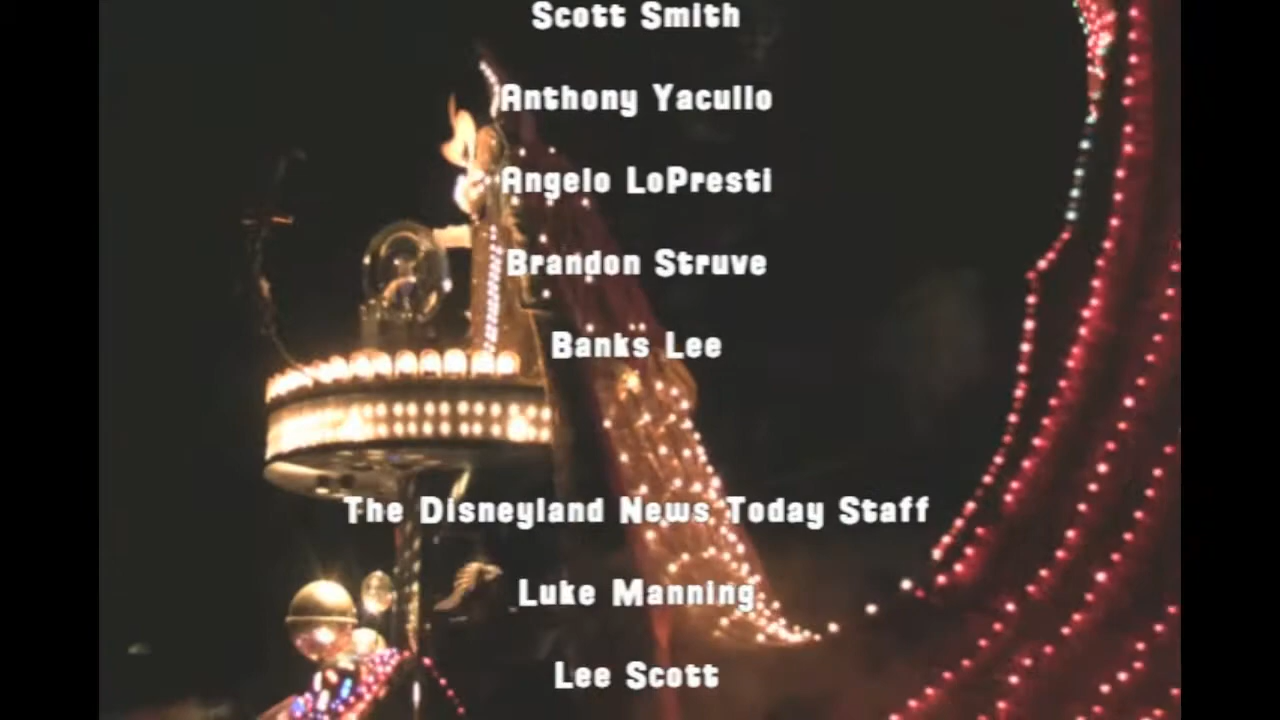 Scott Smith
Anthony Yacullo
Angelo LoPresti
Brandon Struve
Banks Lee
The Disneyland News Today Staff
Luke Manning
Lee Scott